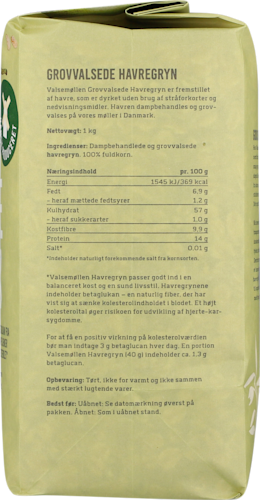 GROVVALSEDE HAVREGRYN
Valsemøllen Grovvalsede Havregryn er fremstillet
af havre, som er dyrket uden brug af stråforkorter og
nedvisningsmidler. Havren dampbehandles og grov-
valses på vores møller i Danmark.
Nettovægt: 1 kg
Ingredienser: Dampbehandlede og grovvalsede
havregryn. 100% fuldkorn.
Næringsindhold pr. 100 g
Energi 1545 kJ/369 kcal
Fedt 6,9 g
- heraf mættede fedtsyrer 1,2 g
Kulhydrat 57 g
- heraf sukkerarter 1,0 g
Kostfibre 9,9 g
Protein 14 g
Salt* 0,01 g
*Indeholder naturligt forekommende salt fra kornsorten.
*Valsemøllen Havregryn passer godt ind i en
balanceret kost og en sund livsstil. Havregrynene
indeholder betaglukan – en naturlig fiber, der har
vist sig at sænke kolesterolindholdet i blodet. Et højt
kolesteroltal øger risikoen for udvikling af hjerte-kar-
sygdomme.
For at få en positiv virkning på kolesterolværdien
bør man indtage 3 g betaglucan hver dag. En portion
Valsemøllen Havregryn (40 g) indeholder ca. 1,3 g
betaglucan.
Opbevaring: Tørt, ikke for varmt og ikke sammen
med stærkt lugtende varer.
Bedst før: Uåbnet: Se datomærkning øverst på
pakken. Åbnet: Som i uåbnet stand.